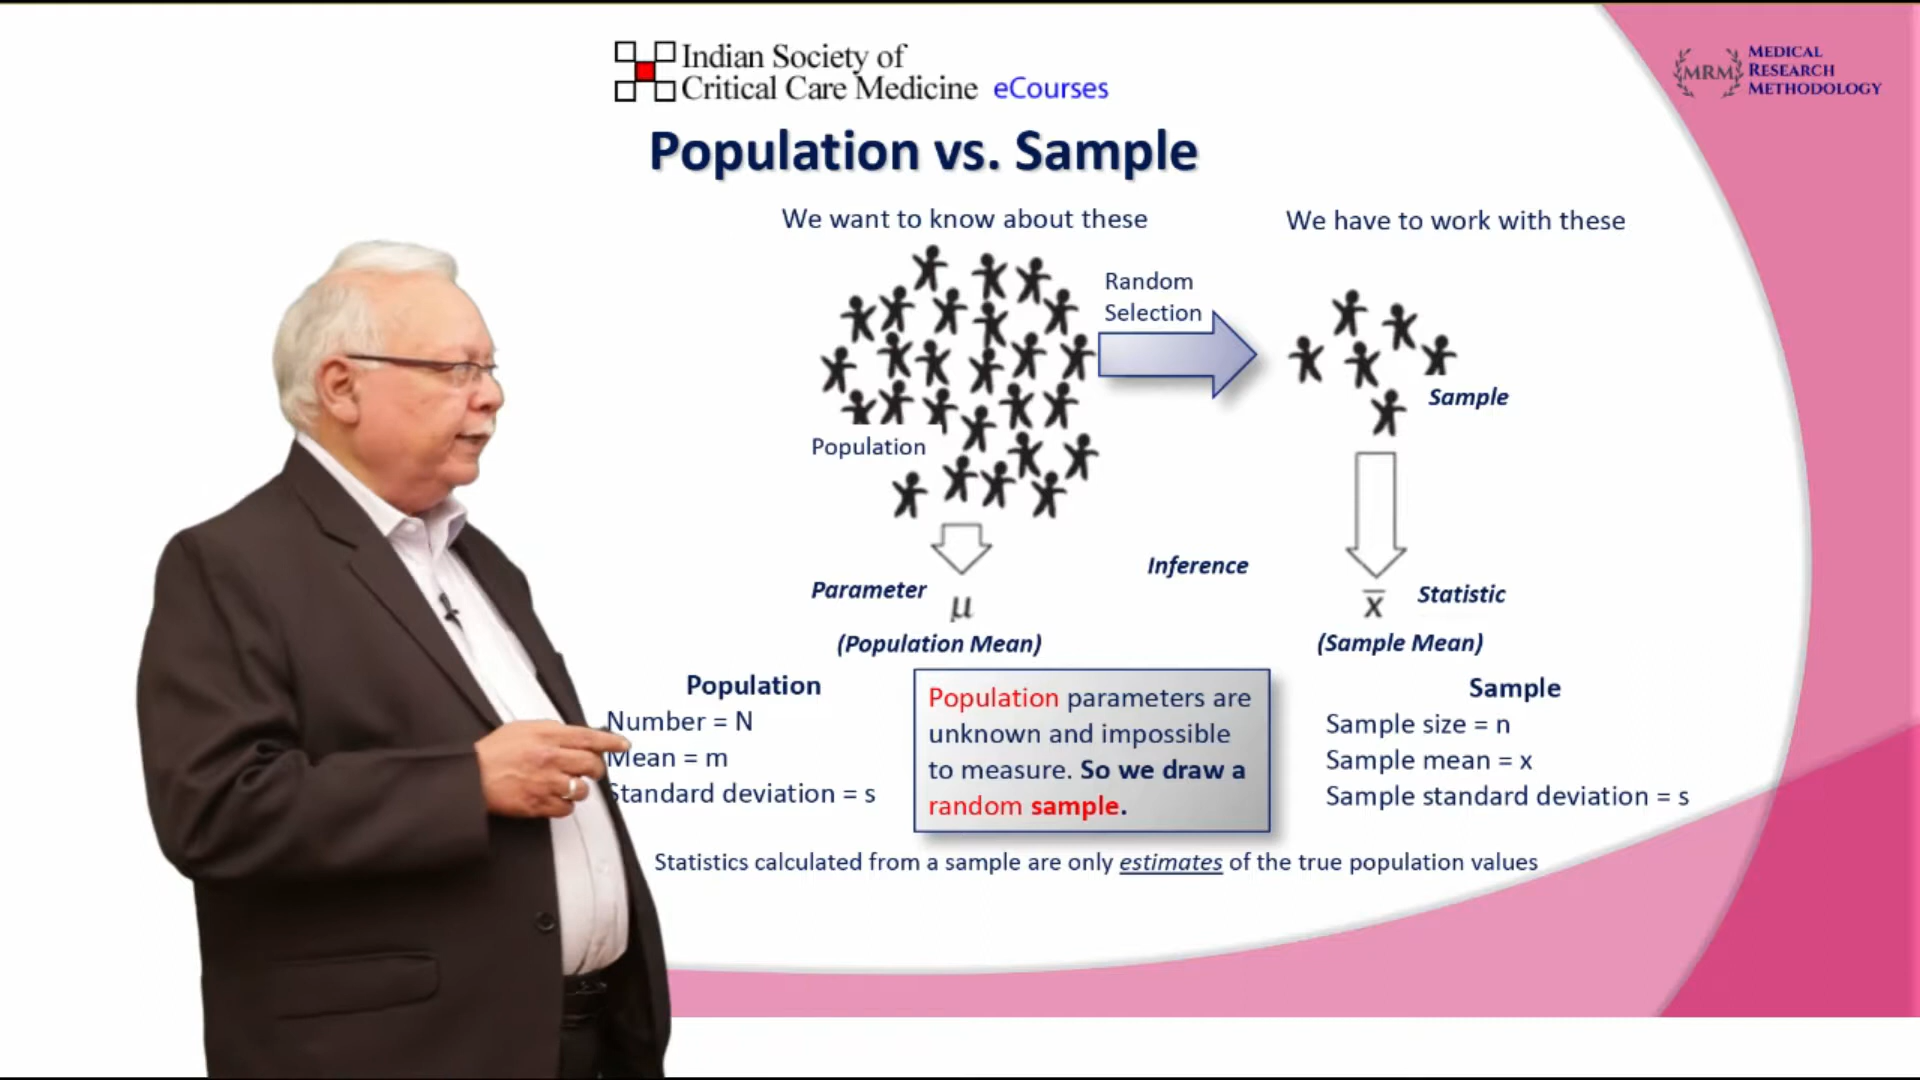 Indian Society of
Critical Care Medicine eCourses
MRM
MEDICAL
RESEARCH
METHODOLOGY
Population vs. Sample
We want to know about these
We have to work with these
Random
Selection
Sample
Population
Inference
Parameter μ
x̅ Statistic
(Population Mean)
(Sample Mean)
Population
Number = N
Mean = m
Standard deviation = s
Population parameters are
unknown and impossible
to measure. So we draw a
random sample.
Sample
Sample size = n
Sample mean = x
Sample standard deviation = s
Statistics calculated from a sample are only estimates of the true population values